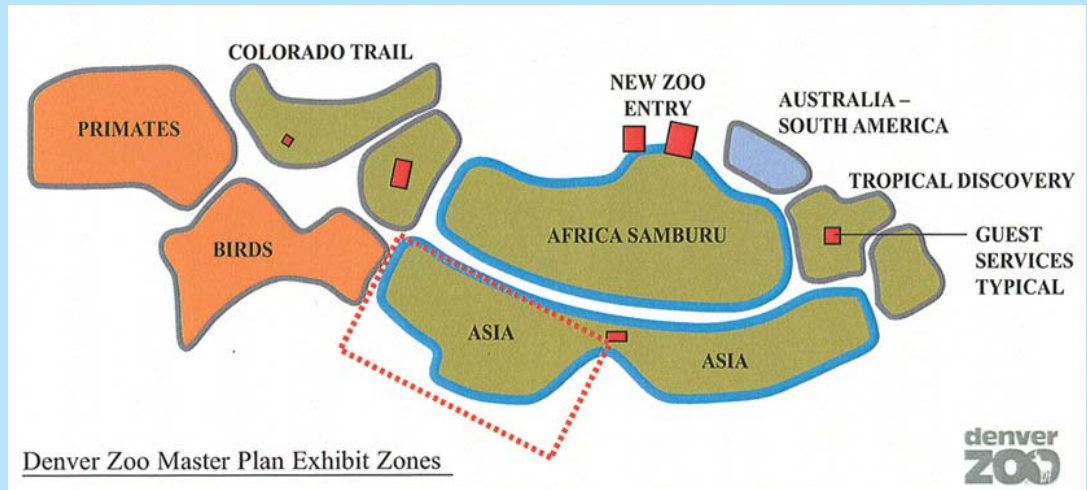 COLORADO TRAIL
PRIMATES
NEW ZOO
ENTRY
AUSTRALIA –
SOUTH AMERICA
TROPICAL DISCOVERY
BIRDS
AFRICA SAMBURU
GUEST
SERVICES
TYPICAL
ASIA
ASIA
Denver Zoo Master Plan Exhibit Zones
denver
ZOO